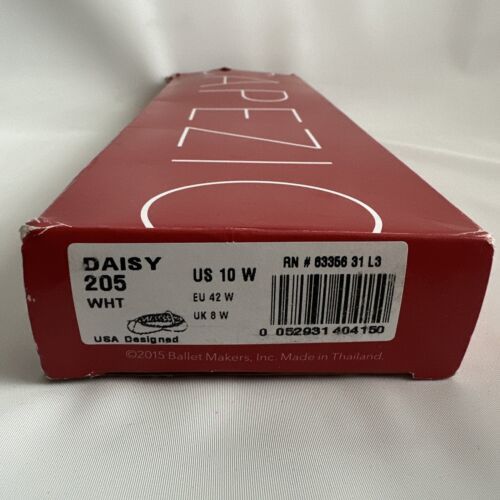 CAPEZIO
DAISY
205
WHT
USA Designed
US 10 W
EU 42 W
UK 8 W
RN # 63356 31 L3
0 052931 404150
©2015 Ballet Makers, Inc. Made in Thailand.